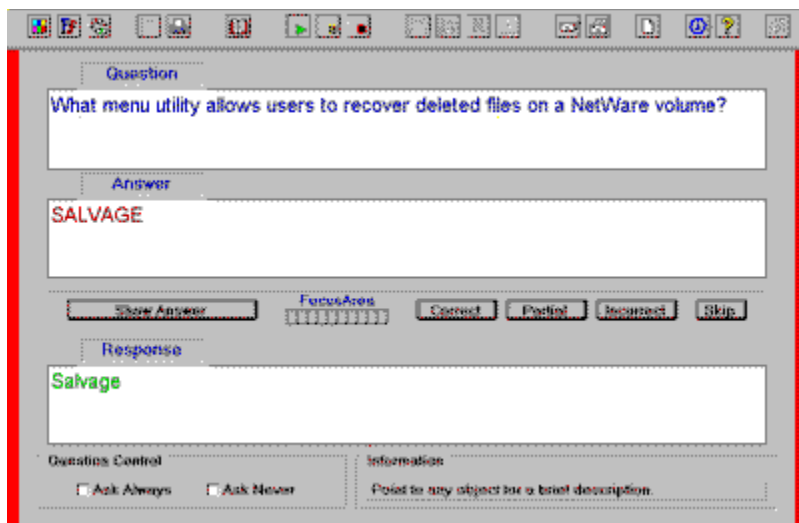 Question
What menu utility allows users to recover deleted files on a NetWare volume?
Answer
SALVAGE
Show Answer
FocusArea
Correct
Partial
Incorrect
Skip
Response
Salvage
Question Control
Information
Ask Always
Ask Never
Point to any object for a brief description.